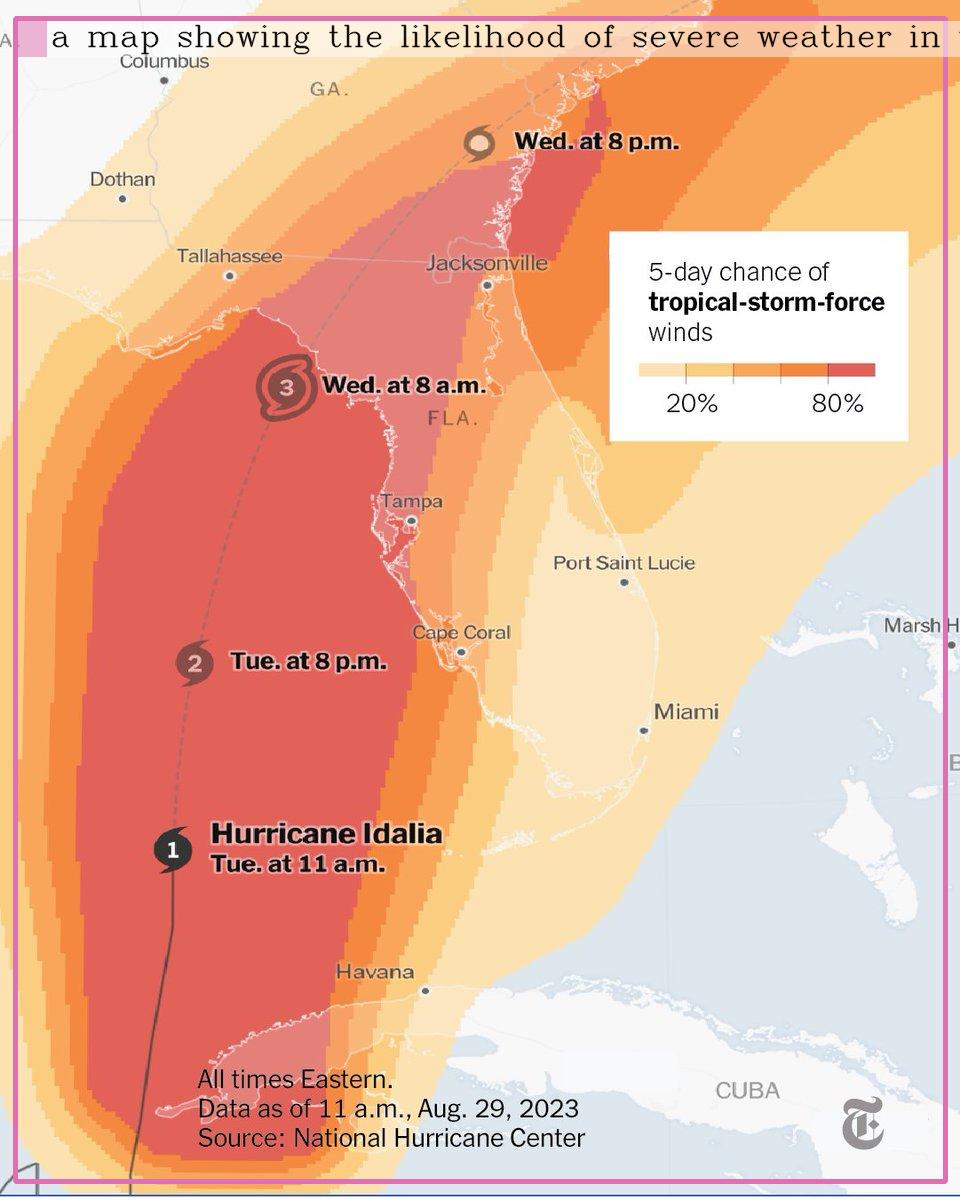 a map showing the likelihood of severe weather in
Columbus
GA.
Wed. at 8 p.m.
Dothan
Tallahassee
Jacksonville
5-day chance of
tropical-storm-force
winds
20% 80%
3 Wed. at 8 a.m.
FLA.
Tampa
Port Saint Lucie
Cape Coral
Marsh H
2 Tue. at 8 p.m.
Miami
Hurricane Idalia
1
Tue. at 11 a.m.
Havana
All times Eastern.
Data as of 11 a.m., Aug. 29, 2023
Source: National Hurricane Center
CUBA
T